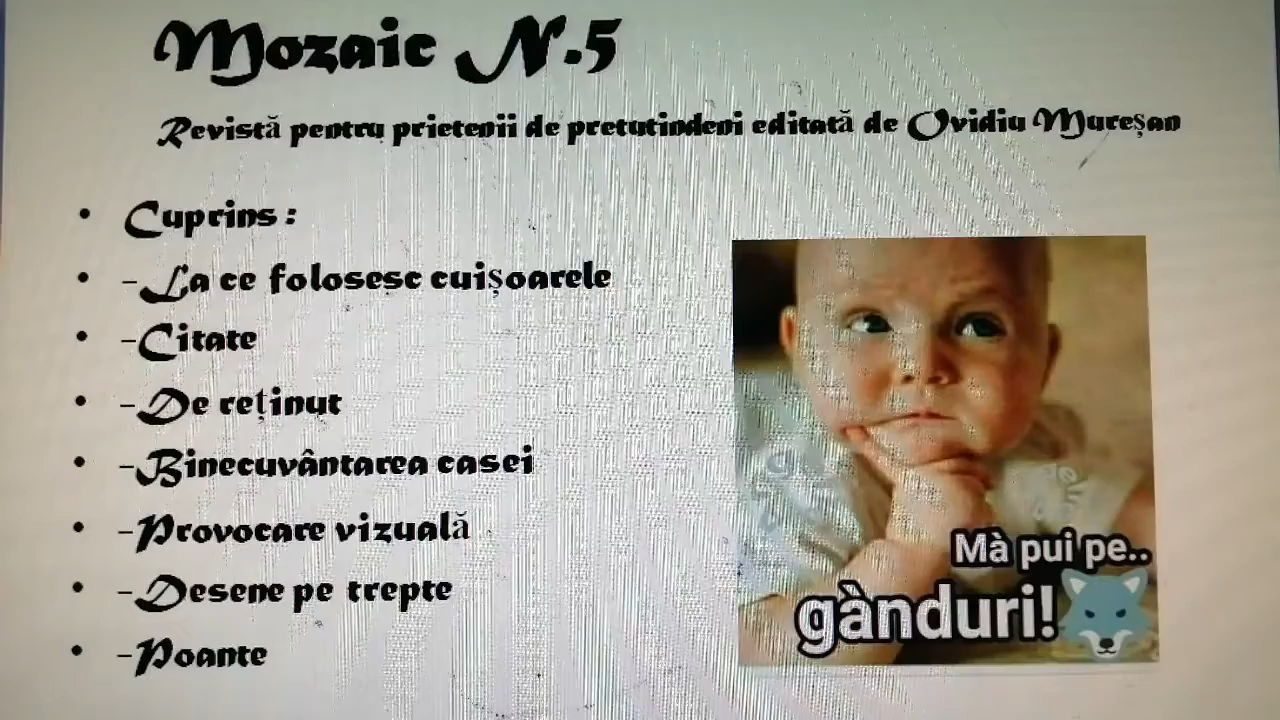 Mozaic N.5
Revistă pentru prietenii de pretutindeni editată de Ovidiu Mureșan
• Cuprins :
• -La ce folosesc cuișoarele
• -Citate
• -De reținut
• -Binecuvântarea casei
• -Provocare vizuală
• -Desene pe trepte
• -Poante
Mà pui pe..
gànduri!